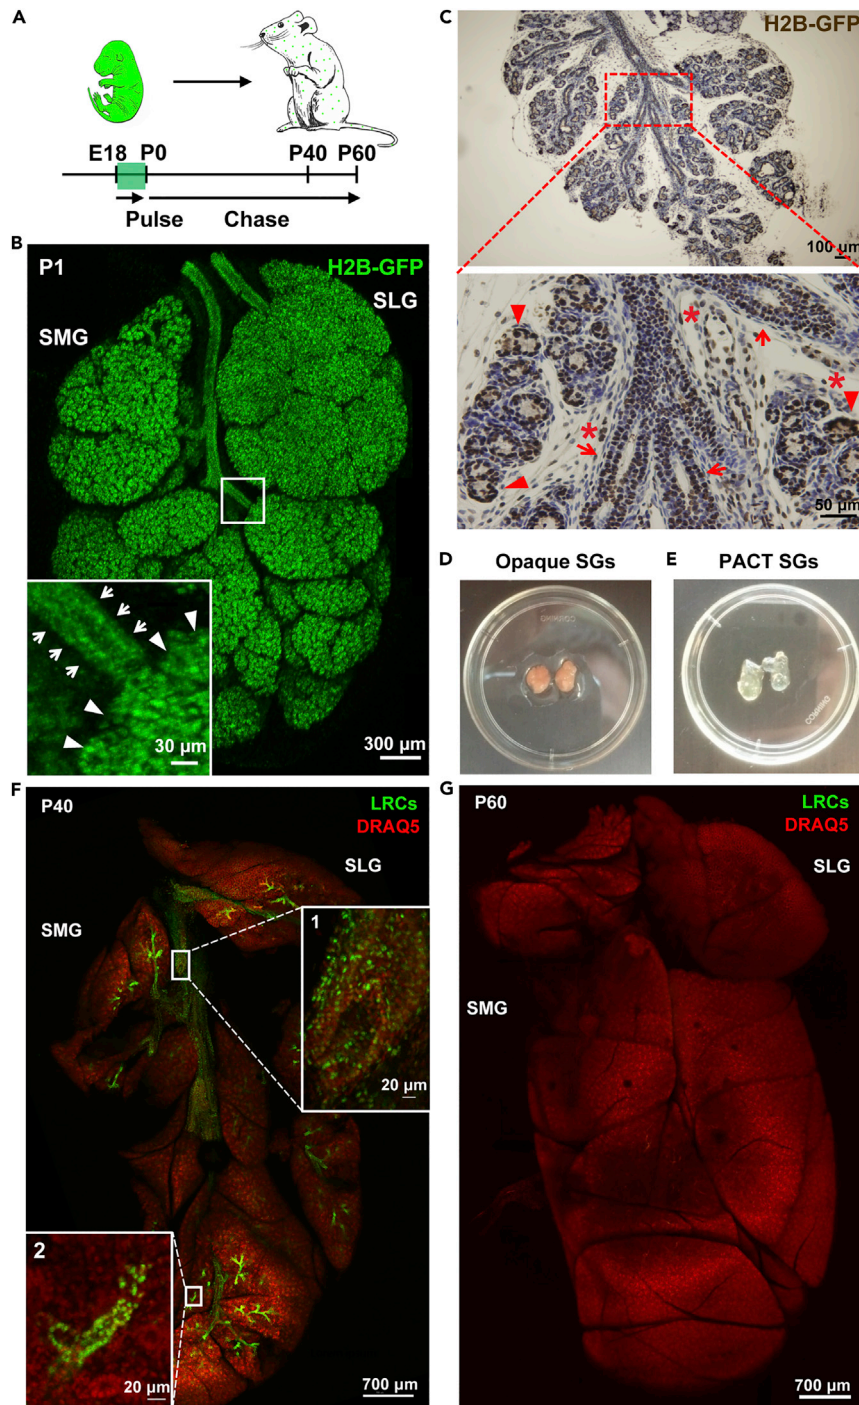 A
E18 P0 P40 P60
Pulse Chase
B
P1 H2B-GFP
SLG
SMG
30 µm
300 µm
C
H2B-GFP
100 µm
* * *
50 µm
D Opaque SGs
CORNING
E PACT SGs
CORNING
F
P40 LRCs
DRAQ5
SLG
SMG
1
20 µm
2
20 µm
700 µm
G
P60 LRCs
DRAQ5
SLG
SMG
700 µm